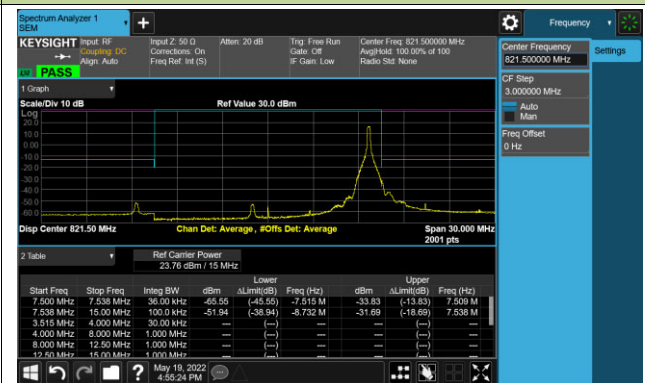 Spectrum Analyzer 1
SEM
+
Frequency
KEYSIGHT
Input: RF
Coupling: DC
Align: Auto
Input Z: 50 Ω
Corrections: On
Freq Ref: Int (S)
Atten: 20 dB
Trig: Free Run
Gate: Off
IF Gain: Low
Center Freq: 821.500000 MHz
Avg|Hold: 100.00% of 100
Radio Std: None
PASS
Center Frequency
821.500000 MHz
Settings
CF Step
3.000000 MHz
Auto
Man
Freq Offset
0 Hz
1 Graph
Scale/Div 10 dB
Ref Value 30.0 dBm
Log
20.0
10.0
0.00
-10.0
-20.0
-30.0
-40.0
-50.0
-60.0
Disp Center 821.50 MHz
Chan Det: Average , #Offs Det: Average
Span 30.000 MHz
2001 pts
2 Table
Ref Carrier Power
23.76 dBm / 15 MHz
Lower Upper
Start Freq Stop Freq Integ BW dBm ΔLimit(dB) Freq (Hz) dBm ΔLimit(dB) Freq (Hz)
7.500 MHz 7.538 MHz 36.00 kHz -65.55 (-45.55) -7.515 M -33.83 (-13.83) 7.509 M
7.538 MHz 15.00 MHz 100.0 kHz -51.94 (-38.94) -8.732 M -31.69 (-18.69) 7.538 M
3.515 MHz 4.000 MHz 30.00 kHz --- (---) --- --- (---) ---
4.000 MHz 8.000 MHz 1.000 MHz --- (---) --- --- (---) ---
8.000 MHz 12.50 MHz 1.000 MHz --- (---) --- --- (---) ---
12.50 MHz 15.00 MHz 1.000 MHz --- (---) --- --- (---) ---
?
May 19, 2022
4:55:24 PM